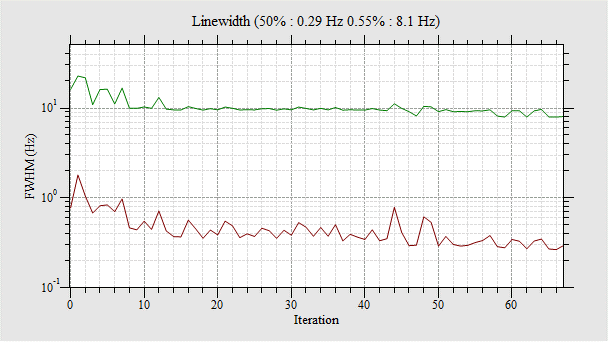 Linewidth (50% : 0.29 Hz 0.55% : 8.1 Hz)
FWHM (Hz)
10^1
10^0
10^-1
0 10 20 30 40 50 60
Iteration